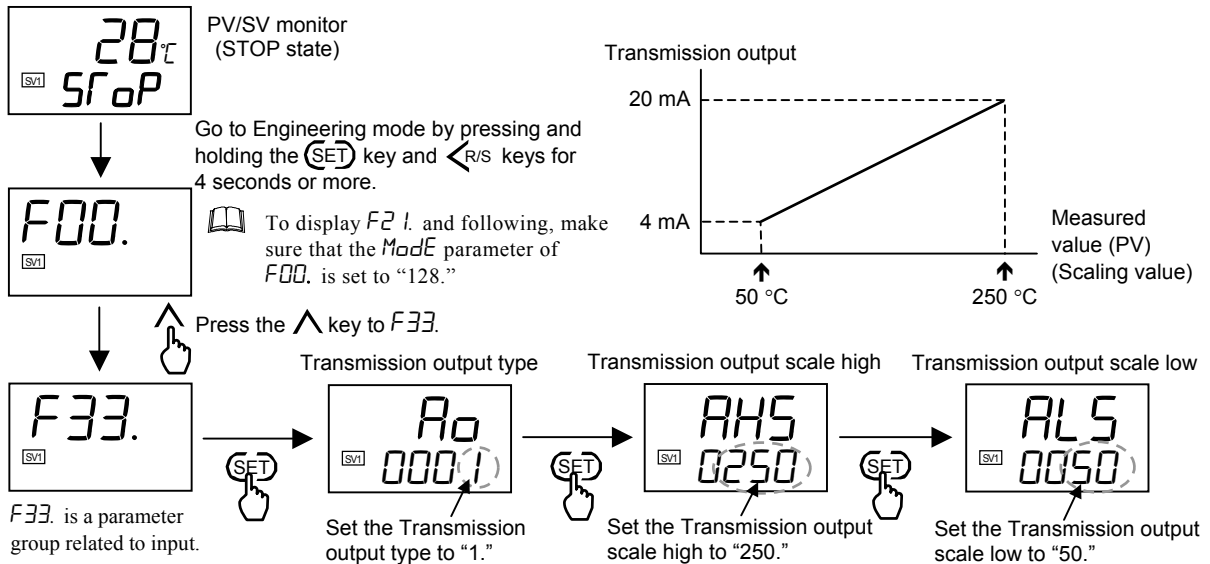 28°C
SV1 SToP
PV/SV monitor
(STOP state)
Go to Engineering mode by pressing and
holding the SET key and <R/S keys for
4 seconds or more.
F00.
SV1
To display F21. and following, make
sure that the ModE parameter of
F00. is set to “128.”
Press the ∧ key to F33.
Transmission output
20 mA
4 mA
50 °C
250 °C
Measured
value (PV)
(Scaling value)
F33.
SV1
F33. is a parameter
group related to input.
SET
Transmission output type
Ao
SV1 0001
Set the Transmission
output type to “1.”
SET
Transmission output scale high
AHS
SV1 0250
Set the Transmission output
scale high to “250.”
SET
Transmission output scale low
ALS
SV1 0050
Set the Transmission output
scale low to “50.”